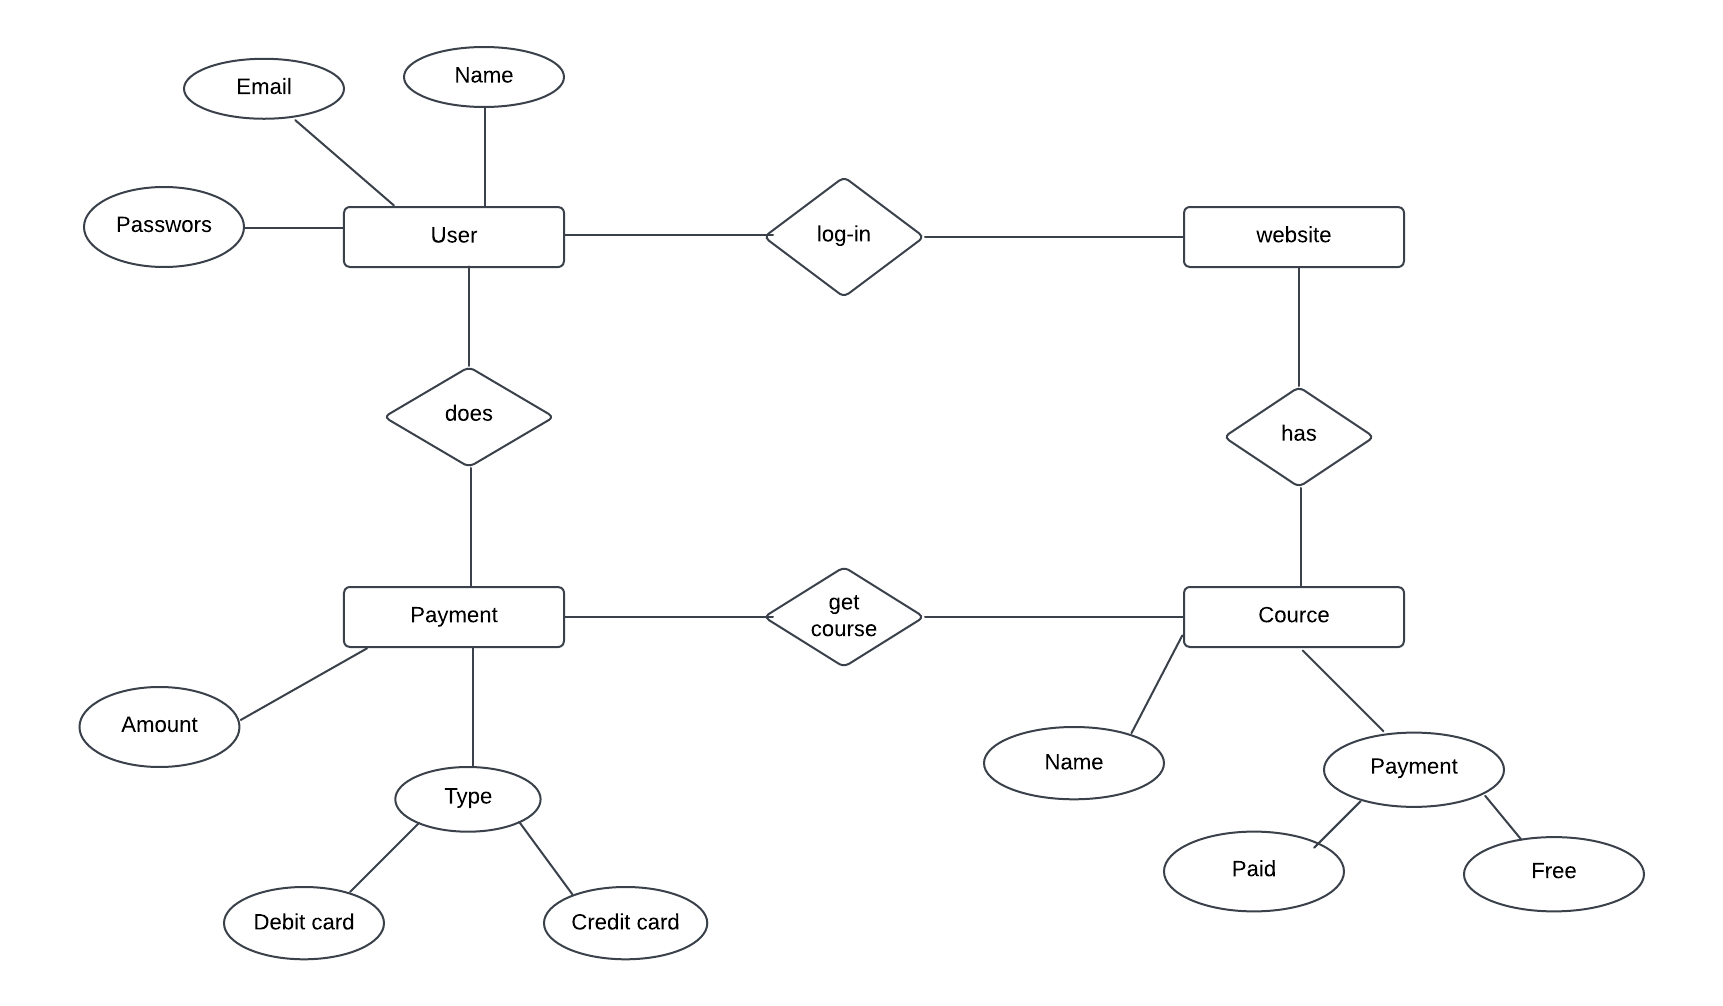 Email
Name
Passwors
User
log-in
website
does
has
Payment
get
course
Cource
Amount
Type
Name
Payment
Debit card
Credit card
Paid
Free